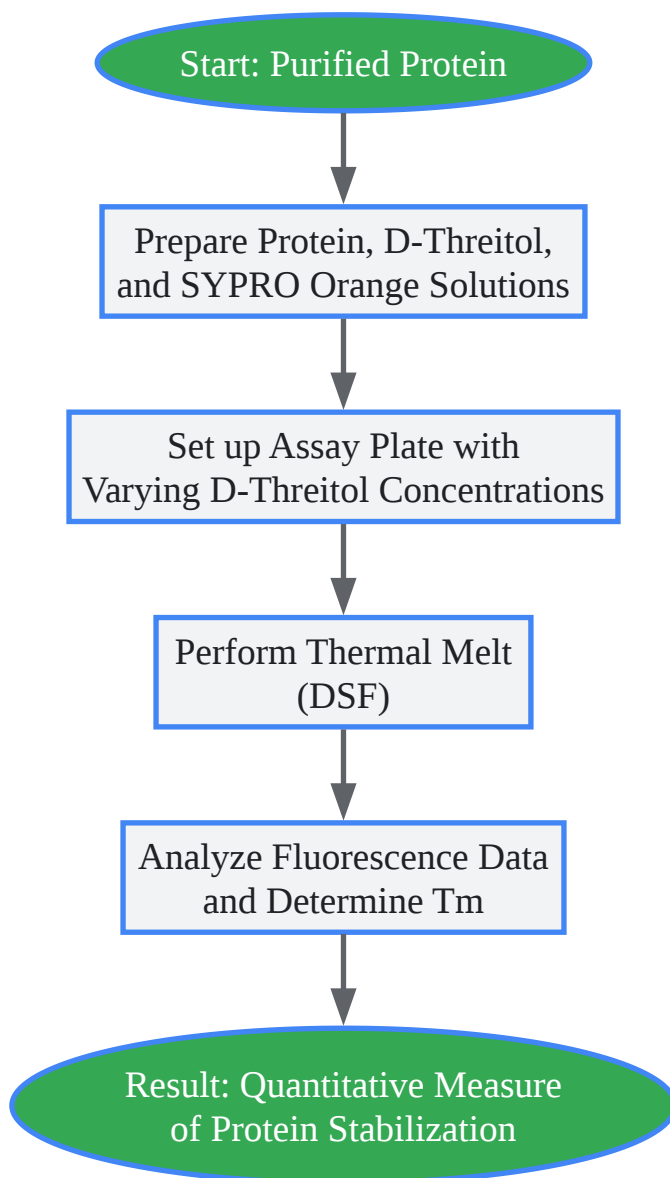 Start: Purified Protein
Prepare Protein, D-Threitol,
and SYPRO Orange Solutions
Set up Assay Plate with
Varying D-Threitol Concentrations
Perform Thermal Melt
(DSF)
Analyze Fluorescence Data
and Determine Tm
Result: Quantitative Measure
of Protein Stabilization